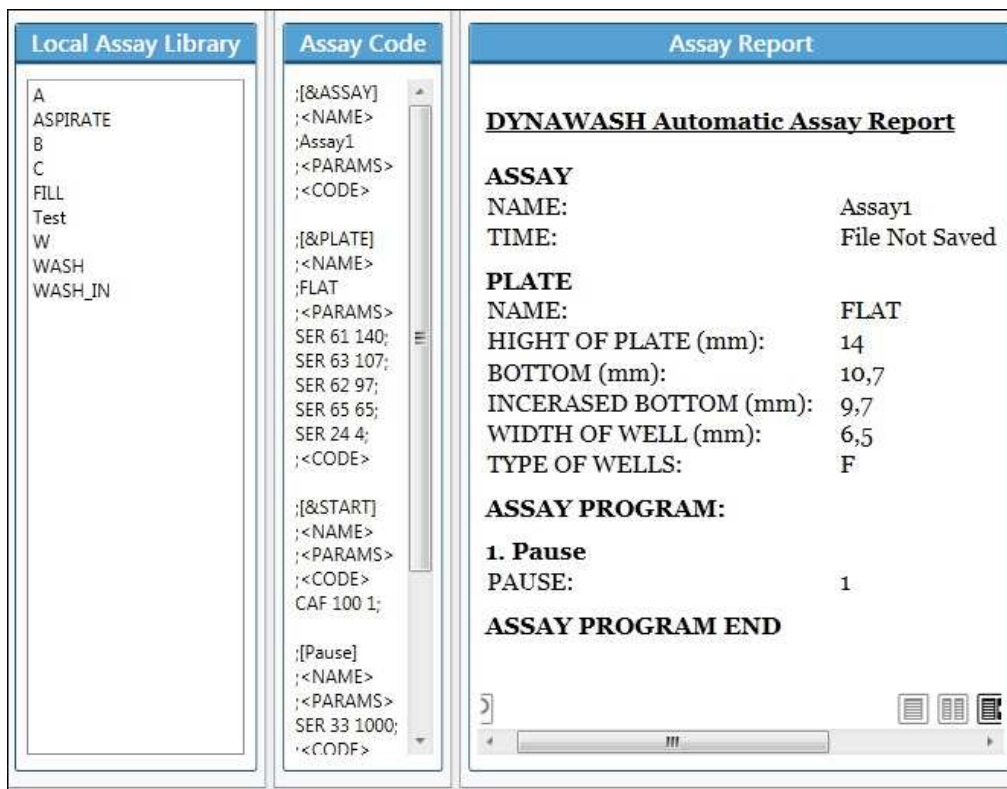 Local Assay Library
A
ASPIRATE
B
C
FILL
Test
W
WASH
WASH_IN
Assay Code
;[&ASSAY]
;<NAME>
;Assay1
;<PARAMS>
;<CODE>
;[&PLATE]
;<NAME>
;FLAT
;<PARAMS>
SER 61 140;
SER 63 107;
SER 62 97;
SER 65 65;
SER 24 4;
;<CODE>
;[&START]
;<NAME>
;<PARAMS>
;<CODE>
CAF 100 1;
;[Pause]
;<NAME>
;<PARAMS>
SER 33 1000;
;<CODE>
Assay Report
DYNAWASH Automatic Assay Report
ASSAY
NAME: Assay1
TIME: File Not Saved
PLATE
NAME: FLAT
HIGHT OF PLATE (mm): 14
BOTTOM (mm): 10,7
INCERASED BOTTOM (mm): 9,7
WIDTH OF WELL (mm): 6,5
TYPE OF WELLS: F
ASSAY PROGRAM:
1. Pause
PAUSE: 1
ASSAY PROGRAM END